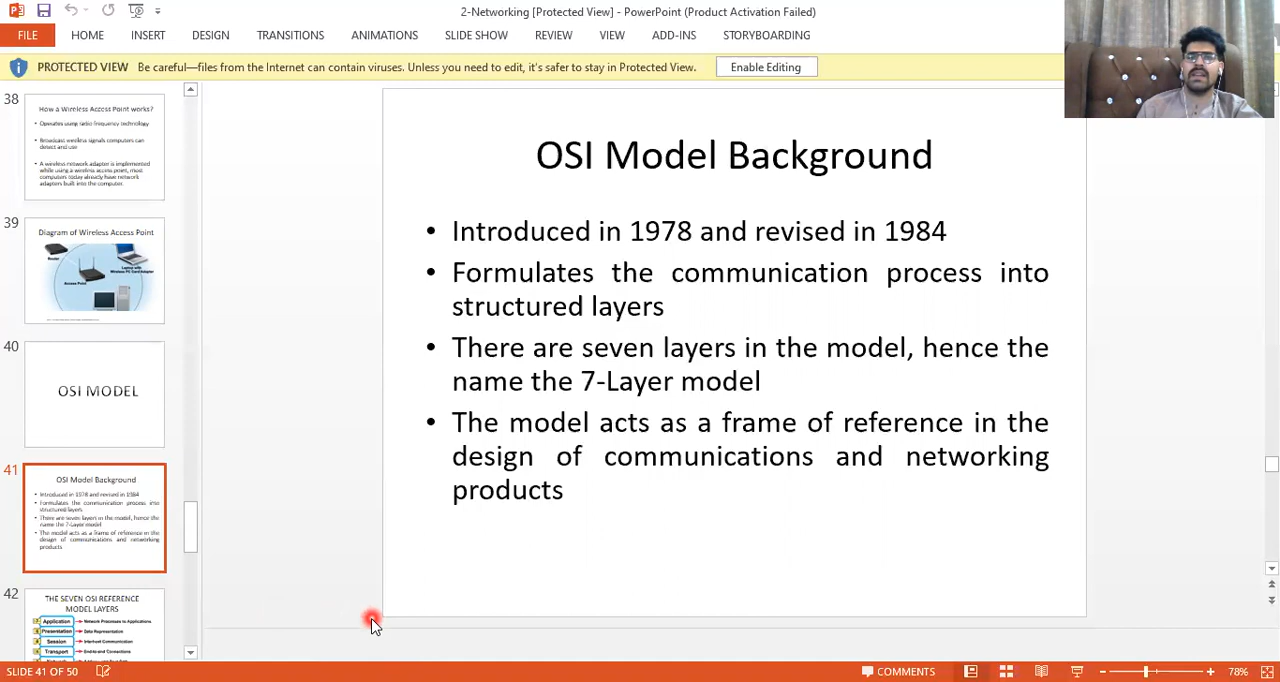 2-Networking [Protected View] - PowerPoint (Product Activation Failed)
FILE HOME INSERT DESIGN TRANSITIONS ANIMATIONS SLIDE SHOW REVIEW VIEW ADD-INS STORYBOARDING
PROTECTED VIEW Be careful—files from the Internet can contain viruses. Unless you need to edit, it's safer to stay in Protected View. Enable Editing
38
How a Wireless Access Point works?
• Operates using radio frequency technology
• Broadcast wireless signals computers can
detect and use
• A wireless network adapter is implemented
while using a wireless access point, most
computers today already have network
adapters built into the computer.
39
Diagram of Wireless Access Point
Router
Laptop with
Wireless PC Card Adapter
Access Point
40
OSI MODEL
41
OSI Model Background
• Introduced in 1978 and revised in 1984
• Formulates the communication process into
structured layers
• There are seven layers in the model, hence the
name the 7-Layer model
• The model acts as a frame of reference in the
design of communications and networking
products
42
THE SEVEN OSI REFERENCE
MODEL LAYERS
Application Network Processes to Applications
Presentation Data Representation
Session Interhost Communication
Transport End-to-end Connections
OSI Model Background
• Introduced in 1978 and revised in 1984
• Formulates the communication process into
structured layers
• There are seven layers in the model, hence the
name the 7-Layer model
• The model acts as a frame of reference in the
design of communications and networking
products
SLIDE 41 OF 50 COMMENTS 78%